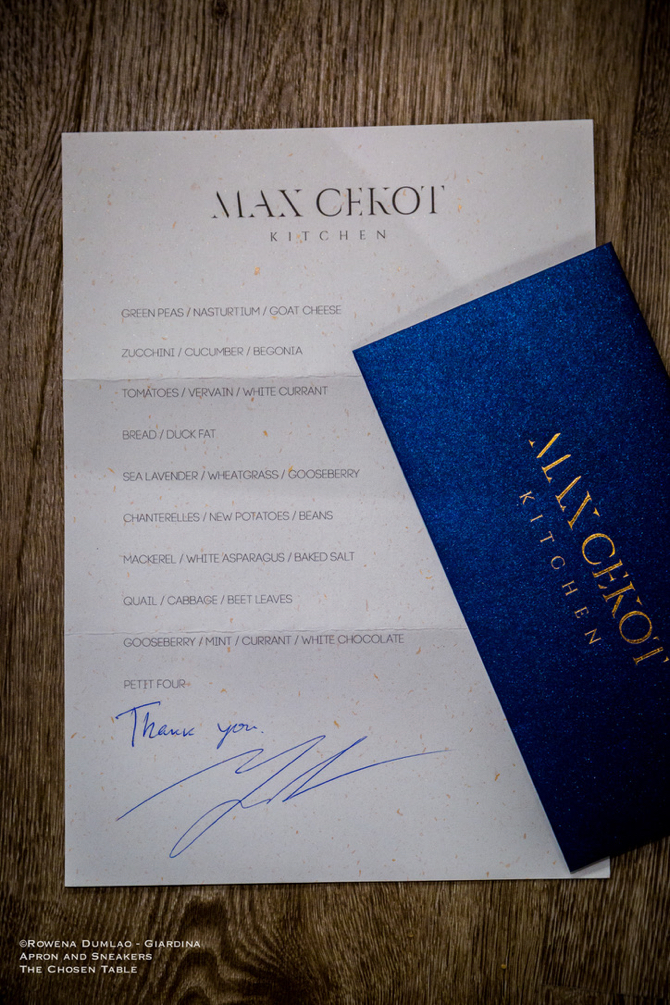 MAX CEKOT
KITCHEN
GREEN PEAS / NASTURTIUM / GOAT CHEESE
ZUCCHINI / CUCUMBER / BEGONIA
TOMATOES / VERVAIN / WHITE CURRANT
BREAD / DUCK FAT
SEA LAVENDER / WHEATGRASS / GOOSEBERRY
CHANTERELLES / NEW POTATOES / BEANS
MACKEREL / WHITE ASPARAGUS / BAKED SALT
QUAIL / CABBAGE / BEET LEAVES
GOOSEBERRY / MINT / CURRANT / WHITE CHOCOLATE
PETIT FOUR
Thank you.
MAX CEKOT
KITCHEN
©Rowena Dumlao - Giardina
Apron and Sneakers
The Chosen Table